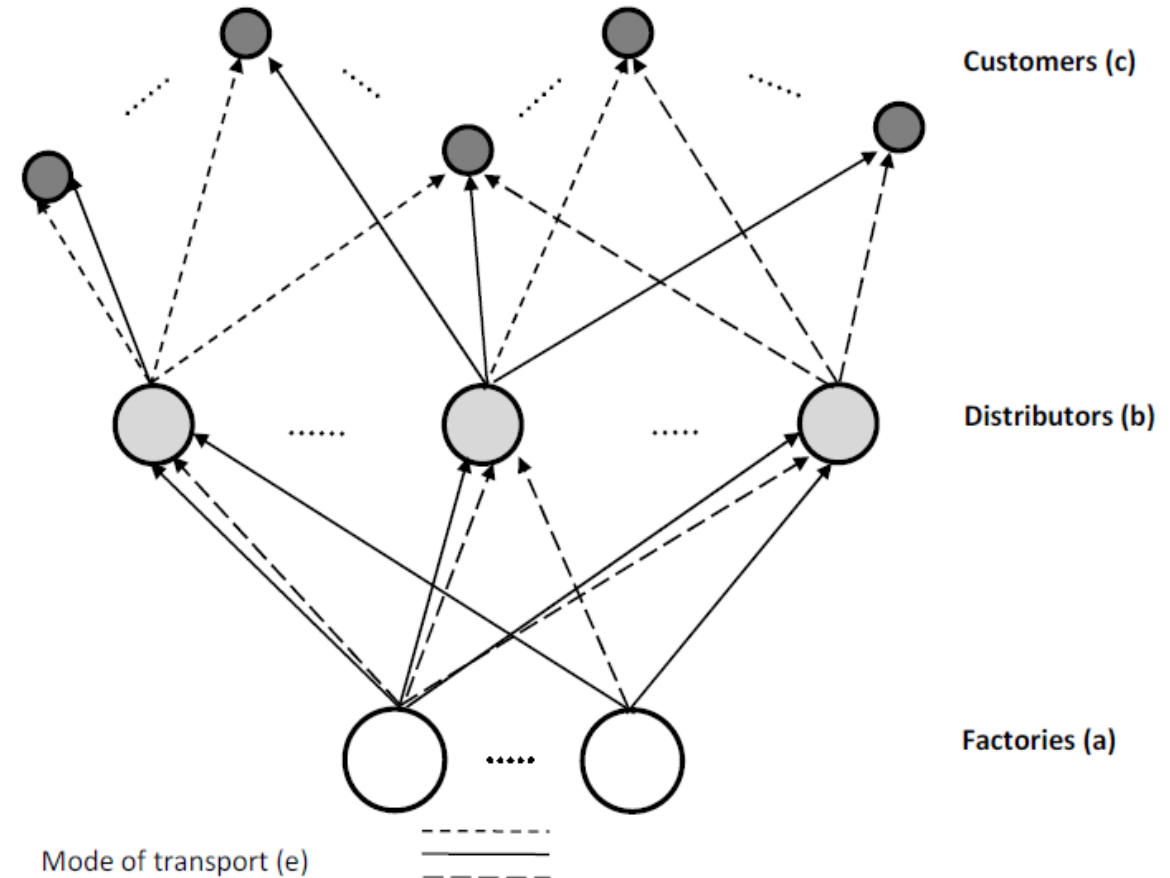 Customers (c)
Distributors (b)
Factories (a)
Mode of transport (e)